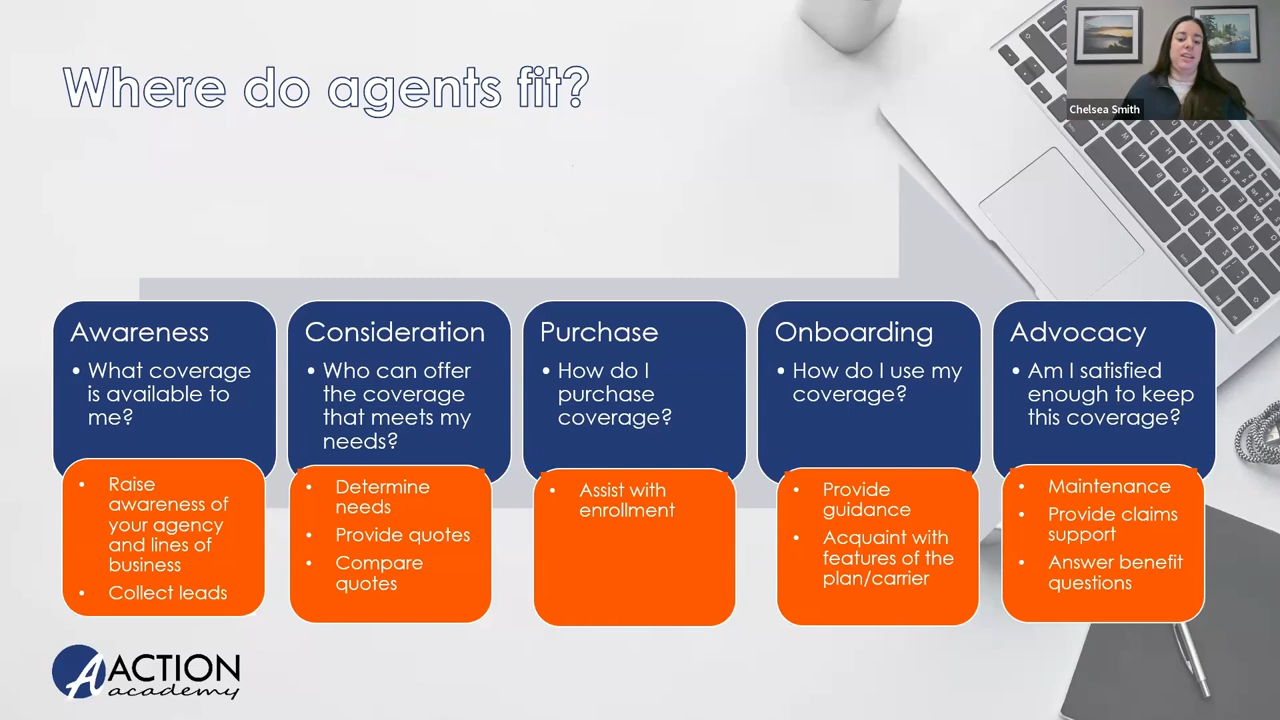 Where do agents fit?
Chelsea Smith
Awareness
• What coverage
is available to
me?
• Raise
awareness of
your agency
and lines of
business
• Collect leads
Consideration
• Who can offer
the coverage
that meets my
needs?
• Determine
needs
• Provide quotes
• Compare
quotes
Purchase
• How do I
purchase
coverage?
• Assist with
enrollment
Onboarding
• How do I use my
coverage?
• Provide
guidance
• Acquaint with
features of the
plan/carrier
Advocacy
• Am I satisfied
enough to keep
this coverage?
• Maintenance
• Provide claims
support
• Answer benefit
questions
A ACTION
academy